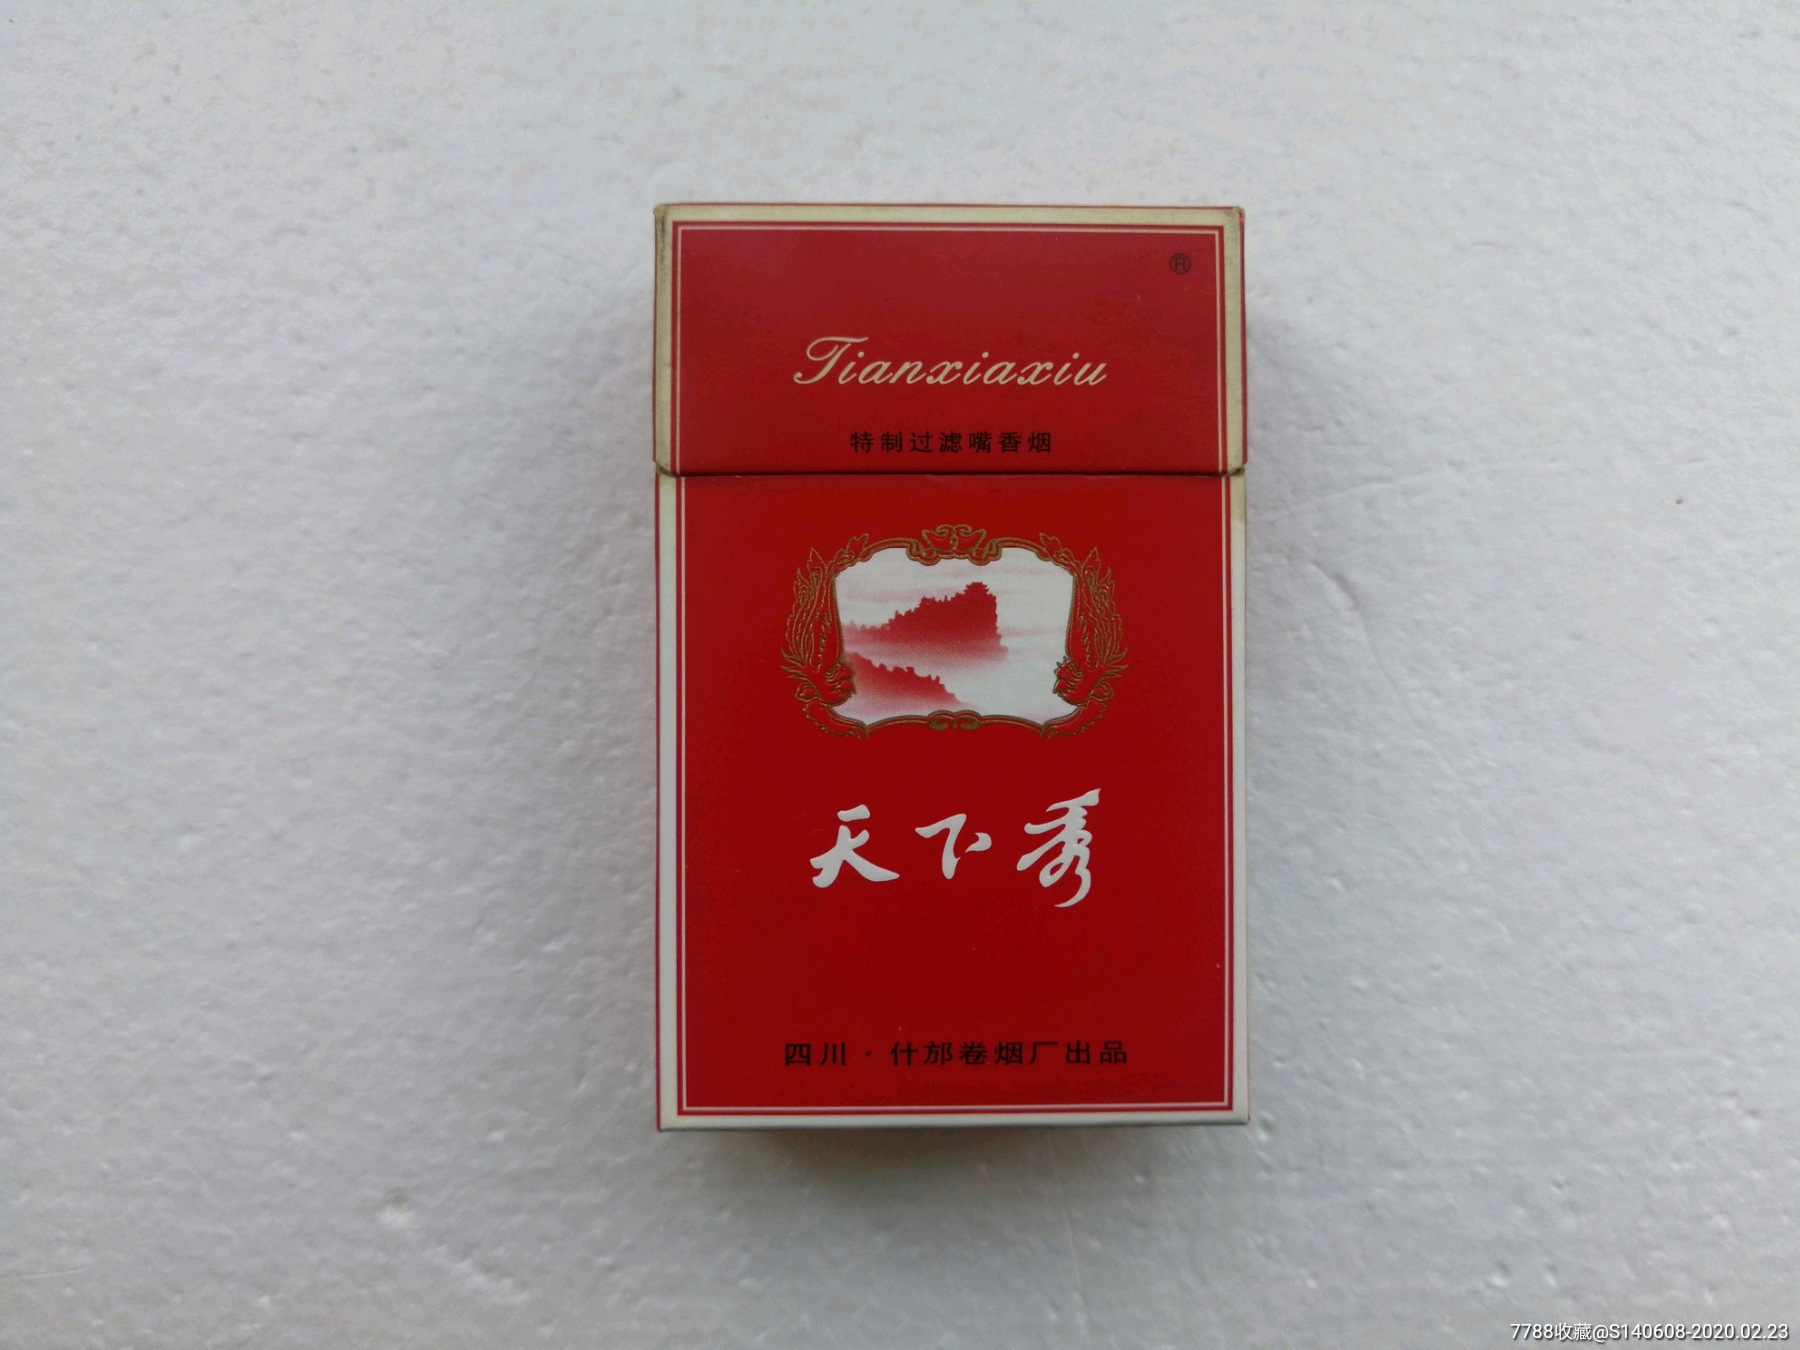 ®
Tianxiaxiu
特制过滤嘴香烟
天下秀
四川·什邡卷烟厂出品
7788收藏@S140608-2020.02.23